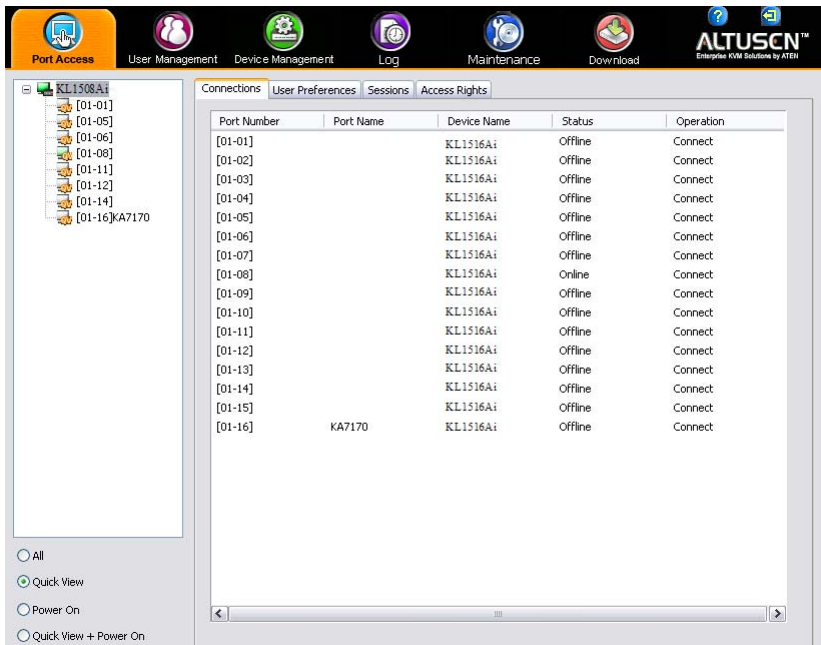 Port Access
User Management
Device Management
Log
Maintenance
Download
ALTUSEN™
Enterprise KVM Solutions by ATEN
KL1508Ai
[01-01]
[01-05]
[01-06]
[01-08]
[01-11]
[01-12]
[01-14]
[01-16]KA7170
All
Quick View
Power On
Quick View + Power On
Connections User Preferences Sessions Access Rights
Port Number Port Name Device Name Status Operation
[01-01] KL1516Ai Offline Connect
[01-02] KL1516Ai Offline Connect
[01-03] KL1516Ai Offline Connect
[01-04] KL1516Ai Offline Connect
[01-05] KL1516Ai Offline Connect
[01-06] KL1516Ai Offline Connect
[01-07] KL1516Ai Offline Connect
[01-08] KL1516Ai Online Connect
[01-09] KL1516Ai Offline Connect
[01-10] KL1516Ai Offline Connect
[01-11] KL1516Ai Offline Connect
[01-12] KL1516Ai Offline Connect
[01-13] KL1516Ai Offline Connect
[01-14] KL1516Ai Offline Connect
[01-15] KL1516Ai Offline Connect
[01-16] KA7170 KL1516Ai Offline Connect